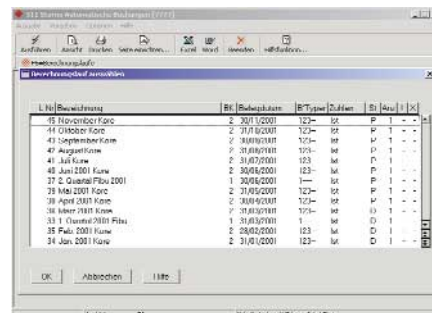 Ausführen Ansicht Drucken Seite einrichten... Excel Word Beenden Hilfsfunktion...
Berechnungslauf auswählen
L.Nr Bezeichnung BK Belegdatum B'Typen Zahlen St Anz I X
45 November Kore 2 30/11/2001 123-- Ist P 1 - -
44 Oktober Kore 2 31/10/2001 123-- Ist P 1 - -
43 September Kore 2 30/09/2001 123-- Ist P 1 - -
42 August Kore 2 31/08/2001 123-- Ist P 1 - -
41 Juli Kore 2 31/07/2001 123 Ist P 1 - -
40 Juni 2001 Kore 2 30/06/2001 123-- Ist P 1 - -
37 2. Quartal Fibu 2001 1 30/06/2001 1--- Ist P 1 - -
39 Mai 2001 Kore 2 31/05/2001 123-- Ist P 1 - -
38 April 2001 Kore 2 30/04/2001 123-- Ist P 1 - -
36 März 2001 Kore 2 31/03/2001 123-- Ist D 1 - -
33 1. Quartal 2001 Fibu 1 31/03/2001 1 Ist D 1 - -
35 Feb. 2001 Kore 2 28/02/2001 123 Ist D 1 - -
34 Jan. 2001 Kore 2 31/01/2001 123-- Ist D 1 - -
OK Abbrechen Hilfe